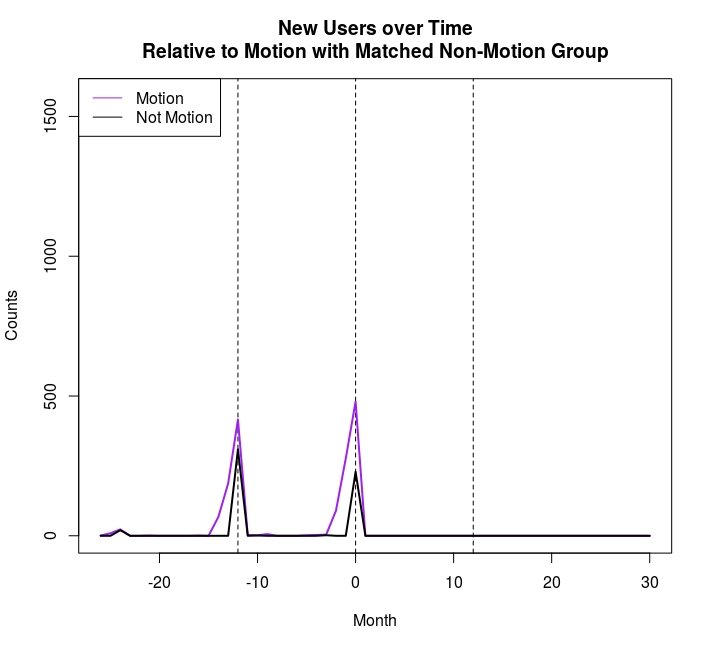 New Users over Time
Relative to Motion with Matched Non-Motion Group
Motion
Not Motion
1500
1000
500
0
Counts
-20 -10 0 10 20 30
Month